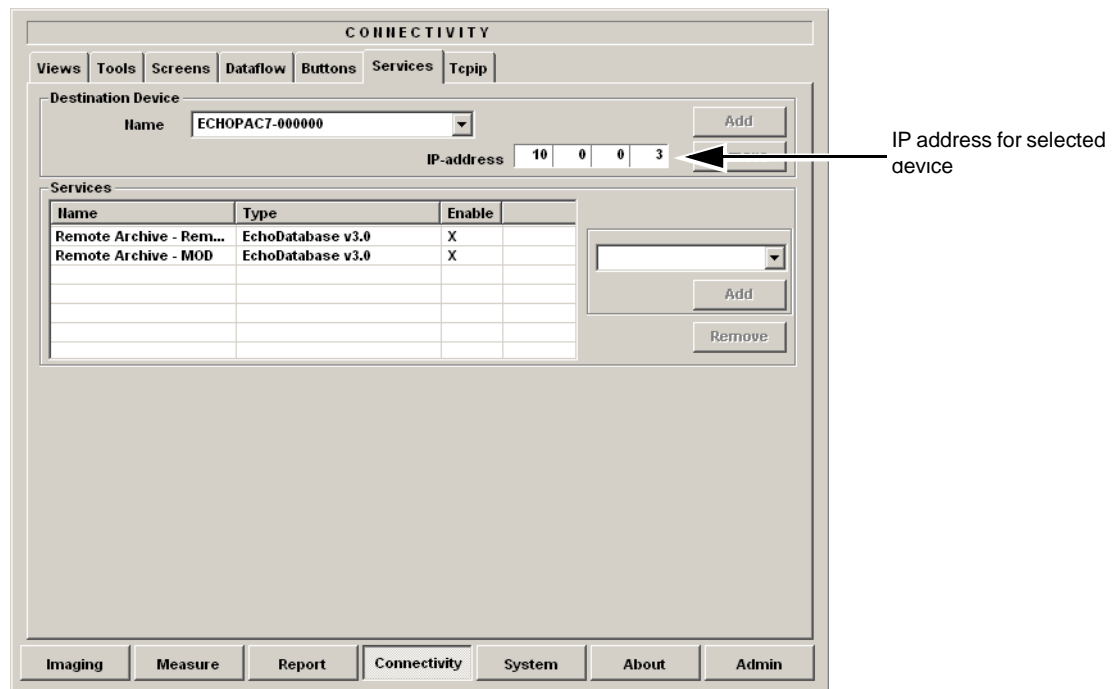 CONNECTIVITY
Views Tools Screens Dataflow Buttons Services Tcpip
Destination Device
Name ECHOPAC7-000000 Add
IP-address 10 0 0 3
IP address for selected
device
Services
Name Type Enable
Remote Archive - Rem... EchoDatabase v3.0 X
Remote Archive - MOD EchoDatabase v3.0 X
Add
Remove
Imaging Measure Report Connectivity System About Admin